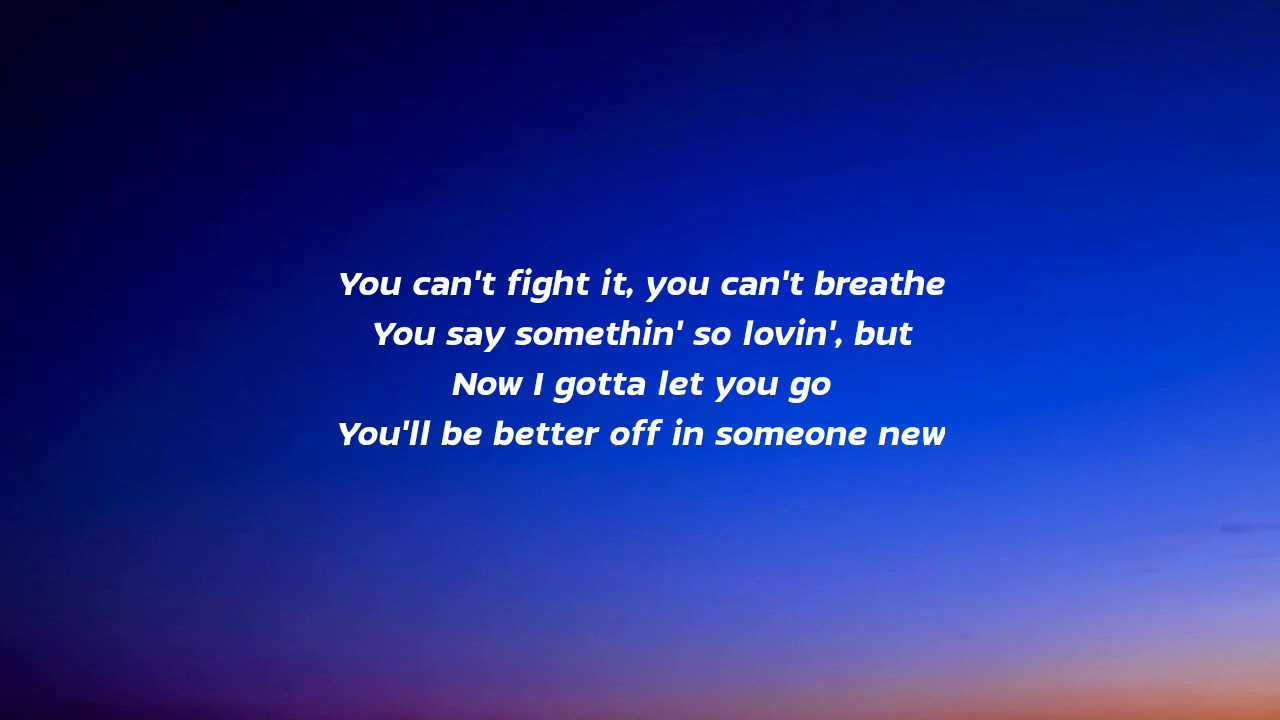 You can't fight it, you can't breathe
You say somethin' so lovin', but
Now I gotta let you go
You'll be better off in someone new